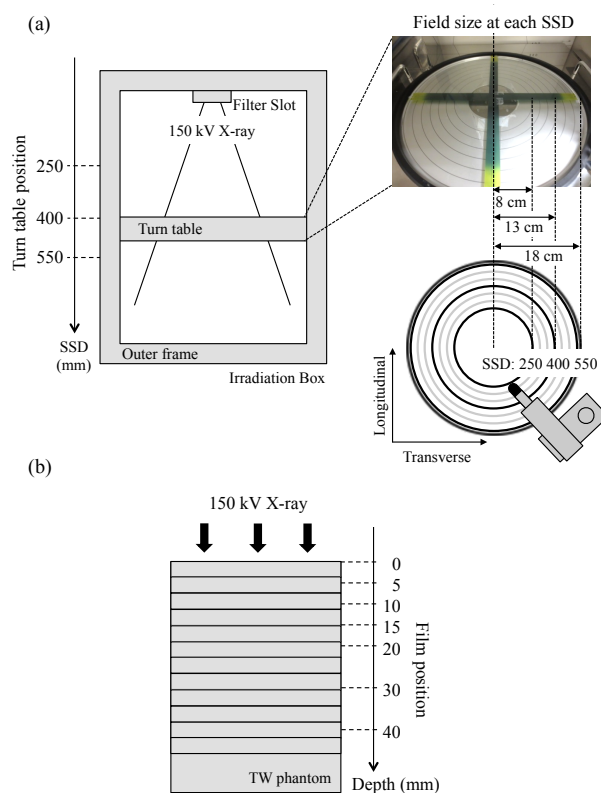 (a)
Field size at each SSD
Filter Slot
150 kV X-ray
Turn table position
250
400
550
Turn table
SSD
(mm)
Outer frame
Irradiation Box
8 cm
13 cm
18 cm
SSD: 250 400 550
Longitudinal
Transverse
(b)
150 kV X-ray
0
5
10
15
20
30
40
Film position
TW phantom
Depth (mm)